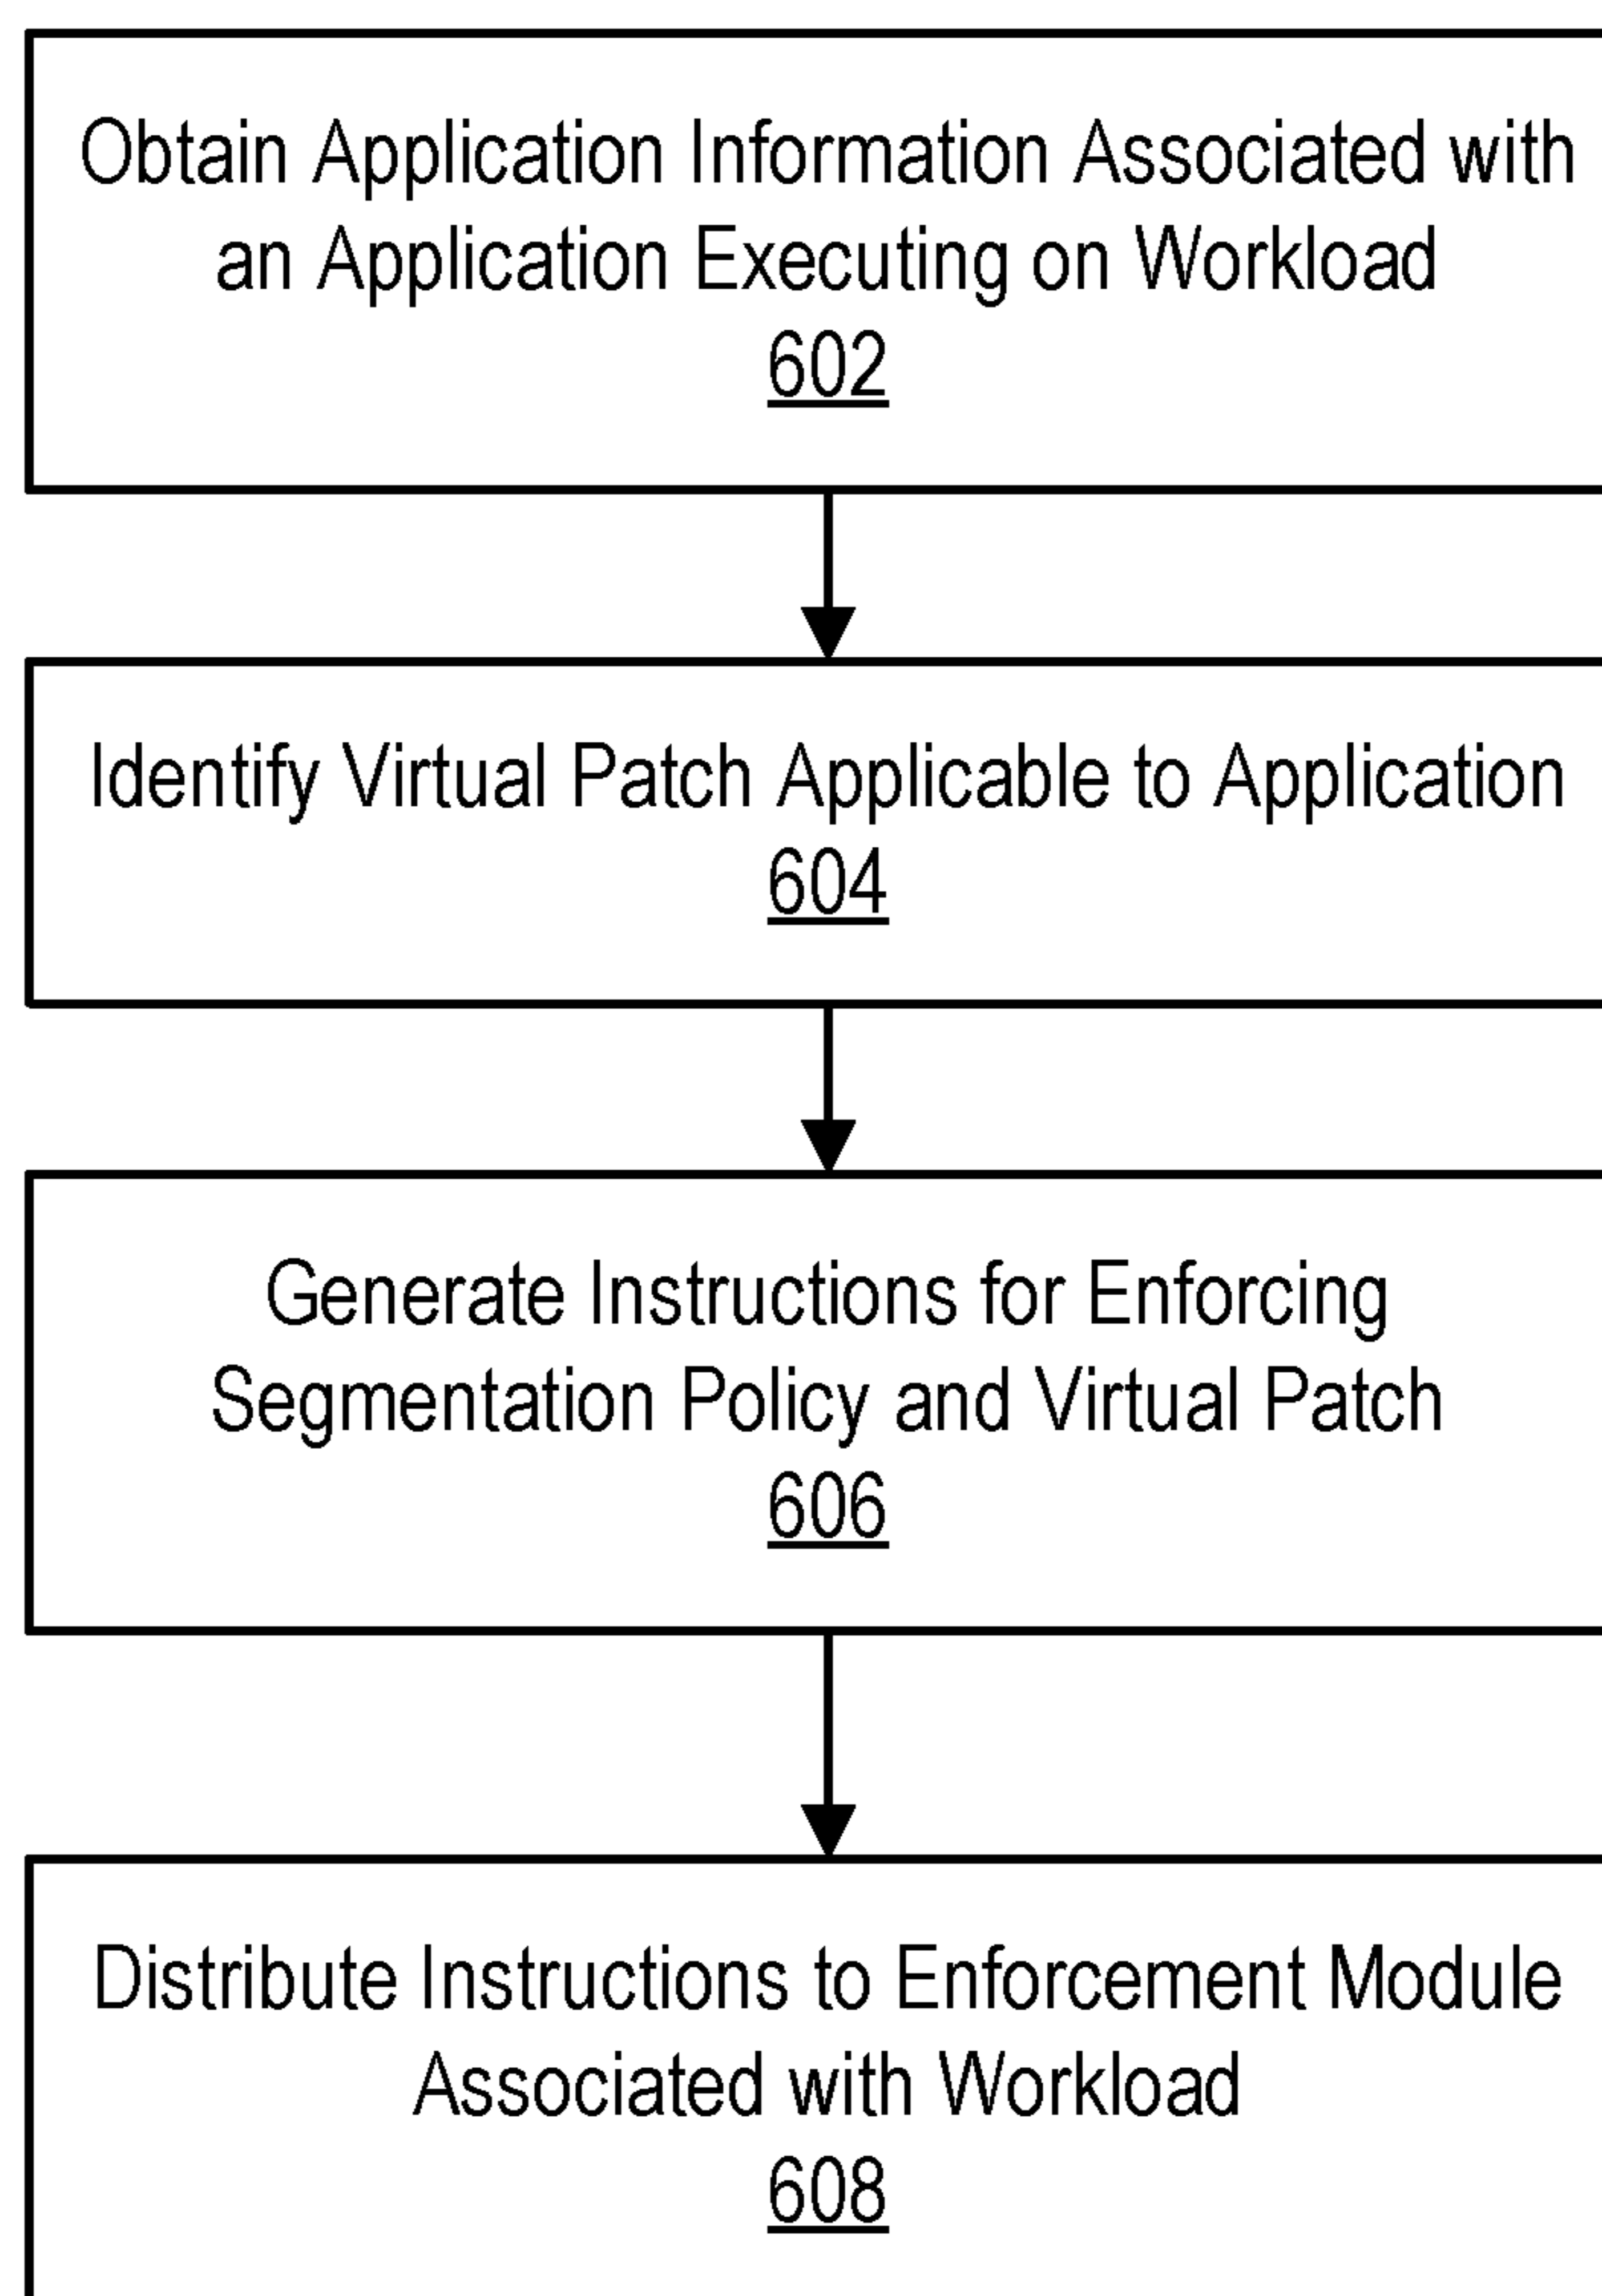 Obtain Application Information Associated with
an Application Executing on Workload
602
Identify Virtual Patch Applicable to Application
604
Generate Instructions for Enforcing
Segmentation Policy and Virtual Patch
606
Distribute Instructions to Enforcement Module
Associated with Workload
608